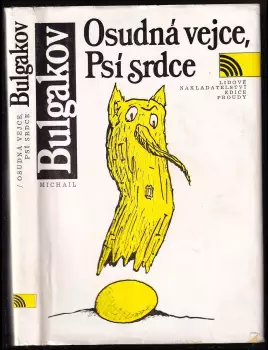 Osudná vejce,
Psí srdce
LIDOVÉ
NAKLADATELSTVÍ
EDICE
PROUDY
Bulgakov
MICHAIL
Bulgakov
/ OSUDNÁ VEJCE,
PSÍ SRDCE